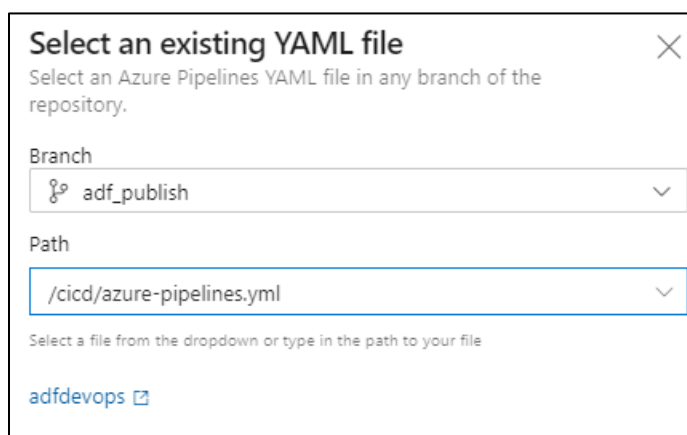 Select an existing YAML file
Select an Azure Pipelines YAML file in any branch of the
repository.
Branch
adf_publish
Path
/cicd/azure-pipelines.yml
Select a file from the dropdown or type in the path to your file
adfdevops